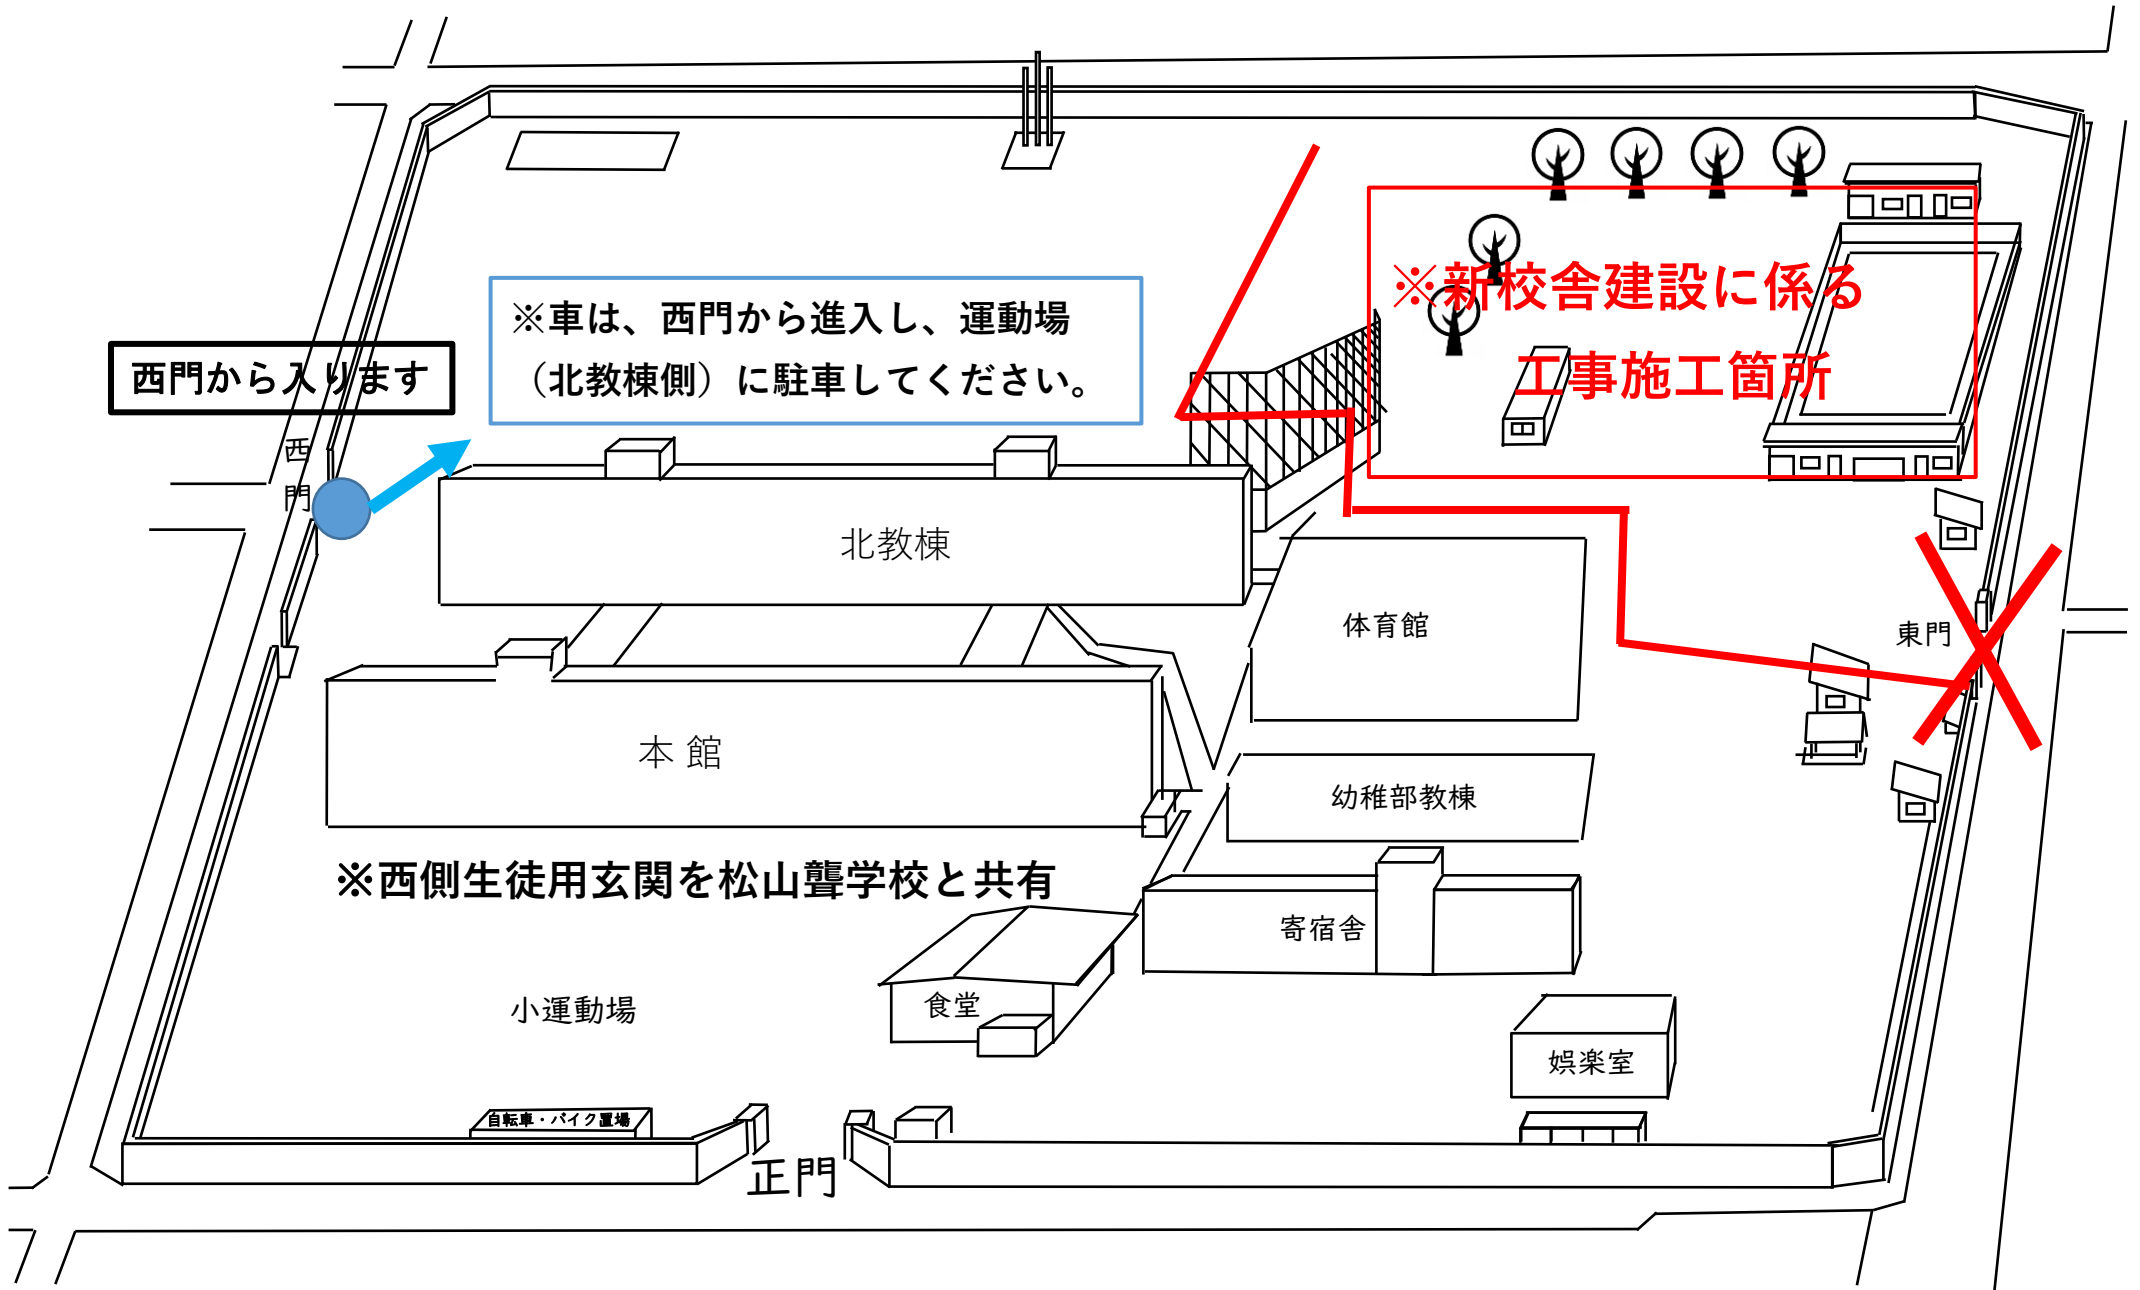 ※車は、西門から進入し、運動場
（北教棟側）に駐車してください。
※新校舎建設に係る
工事施工箇所
西門から入ります
西門
北教棟
体育館
東門
本館
幼稚部教棟
※西側生徒用玄関を松山聾学校と共有
寄宿舎
食堂
小運動場
娯楽室
自転車・バイク置場
正門